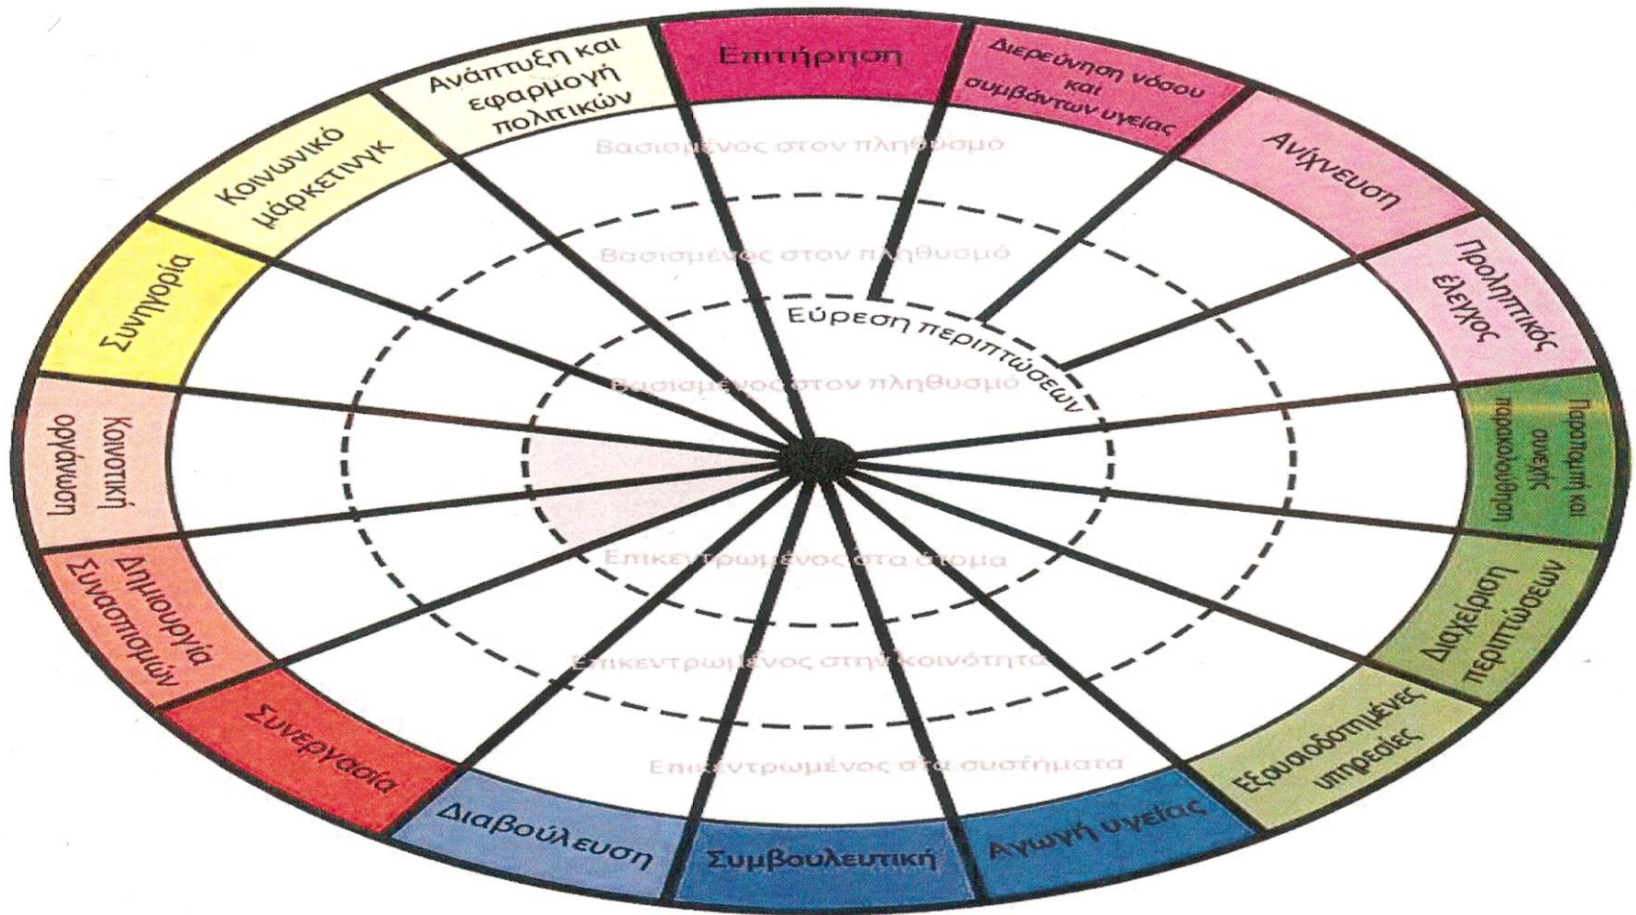 Επιτήρηση
Διερεύνηση νόσου
και
συμβάντων υγείας
Ανίχνευση
Προληπτικός
έλεγχος
Παραπομπή και
συνεχής
παρακολούθηση
Διαχείριση
περιπτώσεων
Εξουσιοδοτημένες
υπηρεσίες
Αγωγή υγείας
Συμβουλευτική
Διαβούλευση
Συνεργασία
Δημιουργία
Συνασπισμών
Κοινοτική
οργάνωση
Συνηγορία
Κοινωνικό
μάρκετινγκ
Ανάπτυξη και
εφαρμογή
πολιτικών
Βασισμένος στον πληθυσμό
Βασισμένος στον πληθυσμό
Εύρεση περιπτώσεων
Βασισμένος στον πληθυσμό
Επικεντρωμένος στα άτομα
Επικεντρωμένος στην κοινότητα
Επικεντρωμένος στα συστήματα